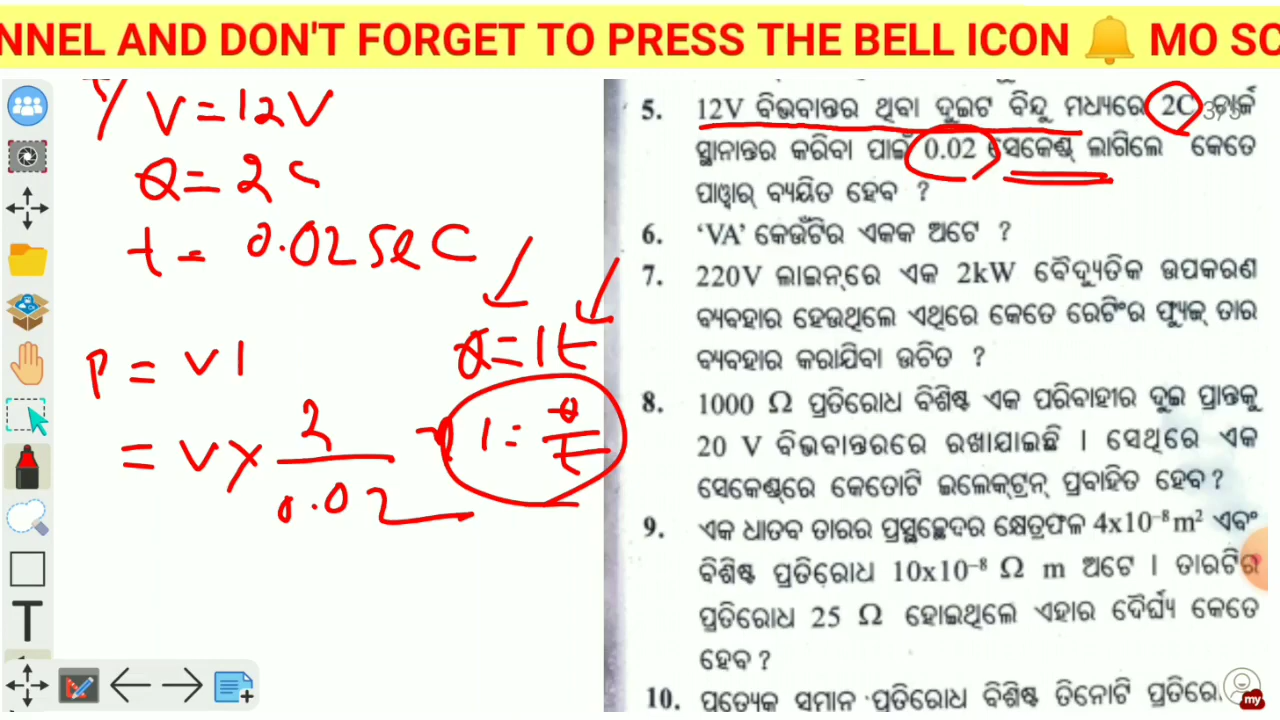 NNEL AND DON'T FORGET TO PRESS THE BELL ICON 🔔 MO SC
V = 12V
Q = 2C
t = 0.02 sec
P = VI
= V × 2/0.02
Q = It
I = Q/t
5. 12V ବିଭବାନ୍ତର ଥିବା ଦୁଇଟି ବିନ୍ଦୁ ମଧ୍ୟରେ 2C ଚାର୍ଜ
ସ୍ଥାନାନ୍ତର କରିବା ପାଇଁ 0.02 ସେକେଣ୍ଡ୍ ଲାଗିଲେ କେତେ
ପାଓ୍ୱାର୍ ବ୍ୟୟିତ ହେବ ?
6. 'VA' କେଉଁଟିର ଏକକ ଅଟେ ?
7. 220V ଲାଇନ୍‌ରେ ଏକ 2kW ବୈଦ୍ୟୁତିକ ଉପକରଣ
ବ୍ୟବହାର ହେଉଥିଲେ ଏଥିରେ କେତେ ରେଟିଂର ଫ୍ୟୁଜ୍ ତାର
ବ୍ୟବହାର କରାଯିବା ଉଚିତ ?
8. 1000 Ω ପ୍ରତିରୋଧ ବିଶିଷ୍ଟ ଏକ ପରିବାହୀର ଦୁଇ ପ୍ରାନ୍ତକୁ
20 V ବିଭବାନ୍ତରରେ ରଖାଯାଇଛି । ସେଥିରେ ଏକ
ସେକେଣ୍ଡ୍‌ରେ କେତୋଟି ଇଲେକ୍ଟ୍ରନ୍ ପ୍ରବାହିତ ହେବ?
9. ଏକ ଧାତବ ତାରର ପ୍ରସ୍ଥଚ୍ଛେଦର କ୍ଷେତ୍ରଫଳ 4x10⁻⁸ m² ଏବଂ
ବିଶିଷ୍ଟ ପ୍ରତିରୋଧ 10x10⁻⁸ Ω m ଅଟେ । ତାରଟିର
ପ୍ରତିରୋଧ 25 Ω ହୋଇଥିଲେ ଏହାର ଦୈର୍ଘ୍ୟ କେତେ
ହେବ ?
10. ପ୍ରତ୍ୟେକ ସମାନ ପ୍ରତିରୋଧ ବିଶିଷ୍ଟ ତିନୋଟି
T
my